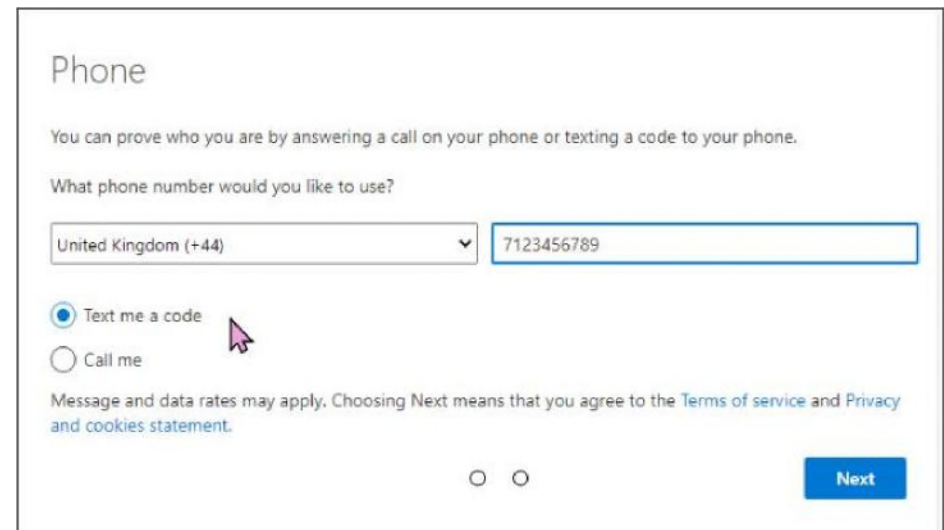 Phone
You can prove who you are by answering a call on your phone or texting a code to your phone.
What phone number would you like to use?
United Kingdom (+44) 7123456789
Text me a code
Call me
Message and data rates may apply. Choosing Next means that you agree to the Terms of service and Privacy
and cookies statement.
Next